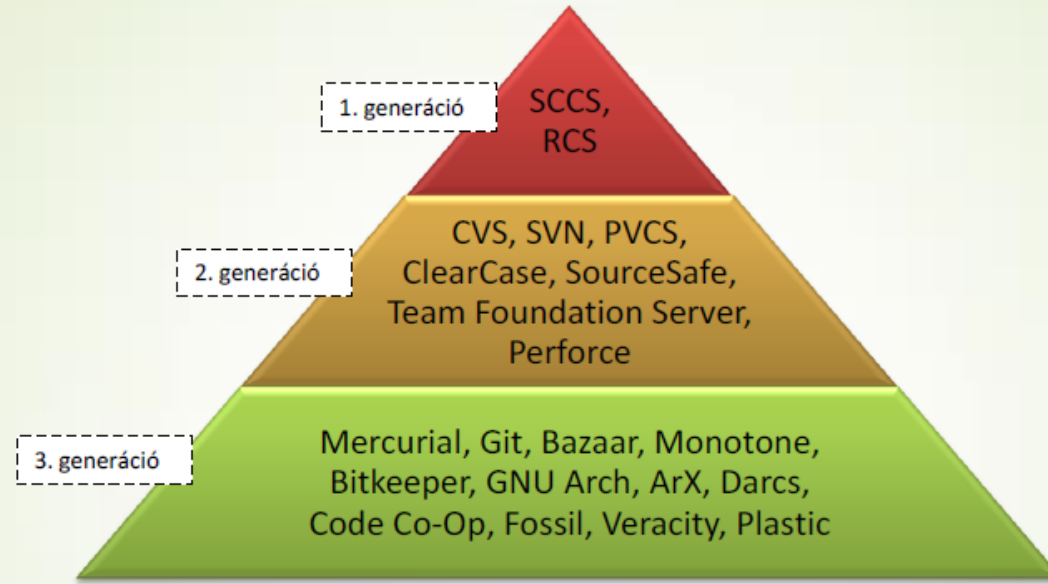 1. generáció
SCCS,
RCS
2. generáció
CVS, SVN, PVCS,
ClearCase, SourceSafe,
Team Foundation Server,
Perforce
3. generáció
Mercurial, Git, Bazaar, Monotone,
Bitkeeper, GNU Arch, ArX, Darcs,
Code Co-Op, Fossil, Veracity, Plastic